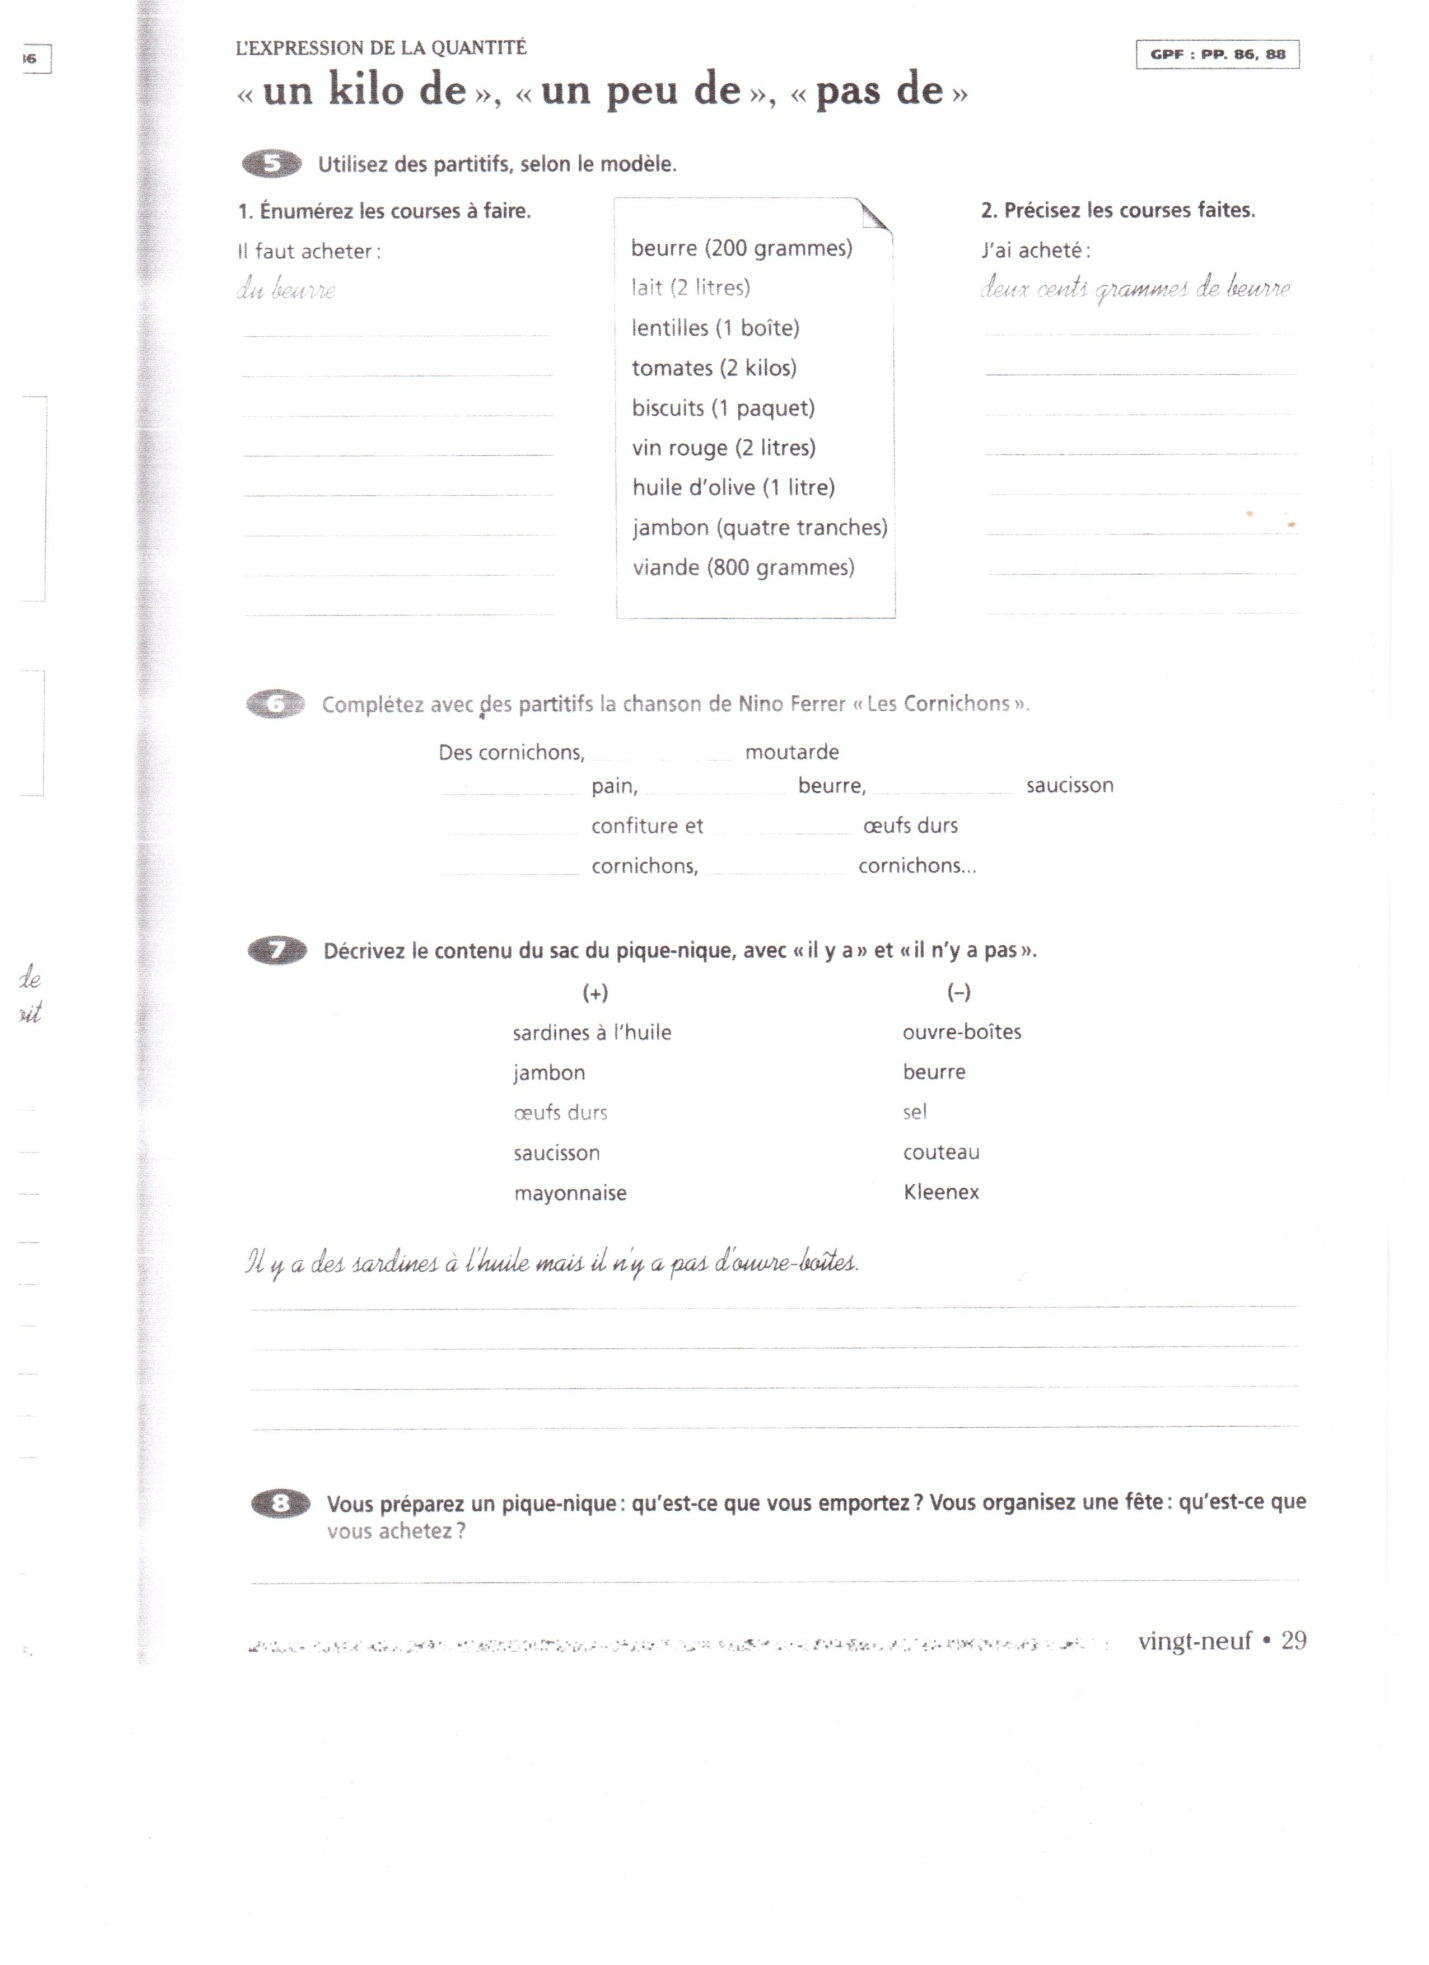 L'EXPRESSION DE LA QUANTITÉ
GPF : PP. 86, 88
« un kilo de », « un peu de », « pas de »
5 Utilisez des partitifs, selon le modèle.
1. Énumérez les courses à faire.
Il faut acheter :
du beurre
beurre (200 grammes)
lait (2 litres)
lentilles (1 boîte)
tomates (2 kilos)
biscuits (1 paquet)
vin rouge (2 litres)
huile d'olive (1 litre)
jambon (quatre tranches)
viande (800 grammes)
2. Précisez les courses faites.
J'ai acheté :
deux cents grammes de beurre
6 Complétez avec des partitifs la chanson de Nino Ferrer « Les Cornichons ».
Des cornichons, moutarde
pain, beurre, saucisson
confiture et œufs durs
cornichons, cornichons...
7 Décrivez le contenu du sac du pique-nique, avec « il y a » et « il n'y a pas ».
(+) (–)
sardines à l'huile ouvre-boîtes
jambon beurre
œufs durs sel
saucisson couteau
mayonnaise Kleenex
Il y a des sardines à l'huile mais il n'y a pas d'ouvre-boîtes.
8 Vous préparez un pique-nique : qu'est-ce que vous emportez ? Vous organisez une fête : qu'est-ce que
vous achetez ?
vingt-neuf • 29